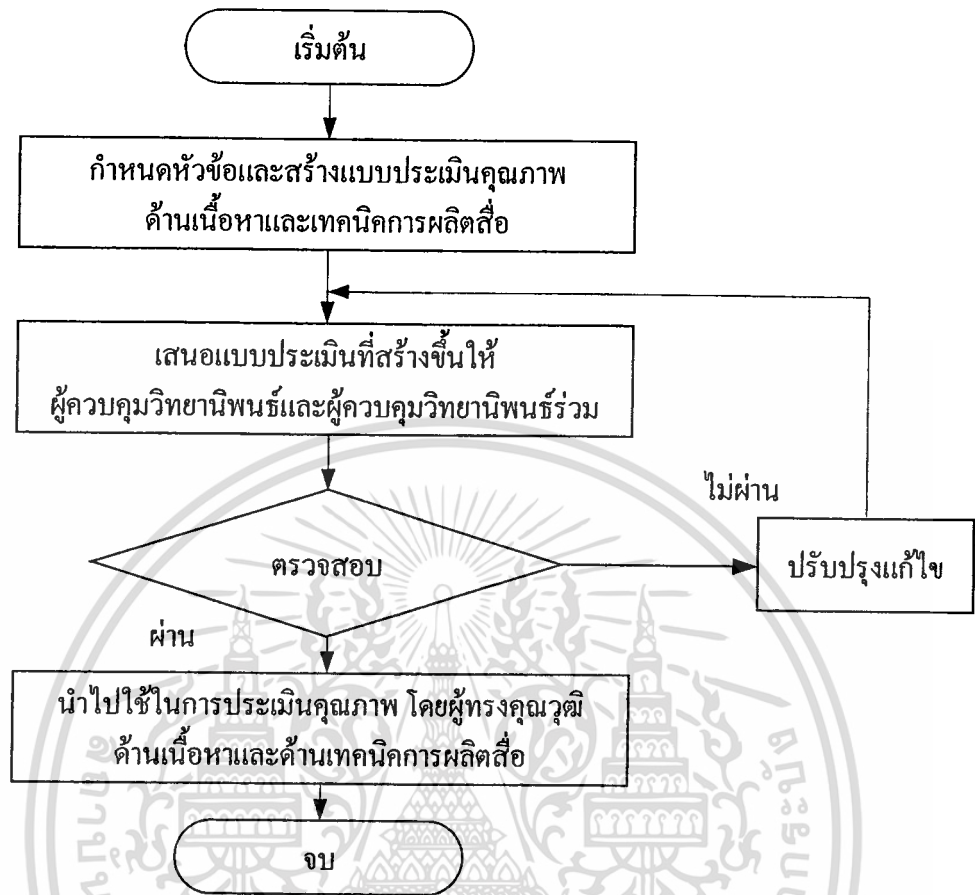 เริ่มต้น
กำหนดหัวข้อและสร้างแบบประเมินคุณภาพ
ด้านเนื้อหาและเทคนิคการผลิตสื่อ
เสนอแบบประเมินที่สร้างขึ้นให้
ผู้ควบคุมวิทยานิพนธ์และผู้ควบคุมวิทยานิพนธ์ร่วม
ไม่ผ่าน
ตรวจสอบ
ปรับปรุงแก้ไข
ผ่าน
นำไปใช้ในการประเมินคุณภาพ โดยผู้ทรงคุณวุฒิ
ด้านเนื้อหาและด้านเทคนิคการผลิตสื่อ
จบ